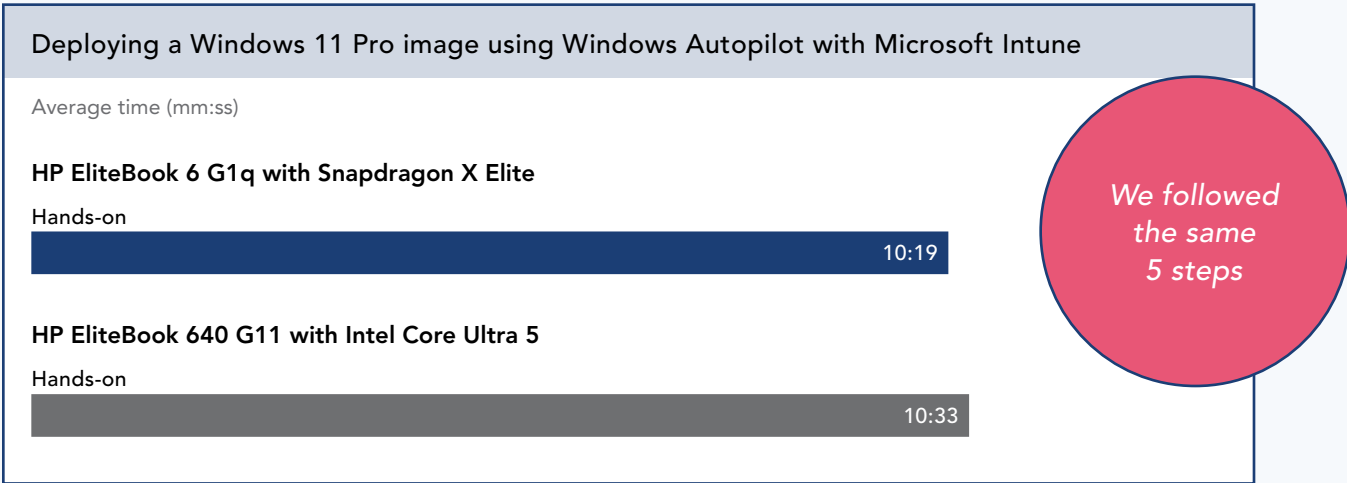 Deploying a Windows 11 Pro image using Windows Autopilot with Microsoft Intune
Average time (mm:ss)
HP EliteBook 6 G1q with Snapdragon X Elite
Hands-on
10:19
We followed
the same
5 steps
HP EliteBook 640 G11 with Intel Core Ultra 5
Hands-on
10:33